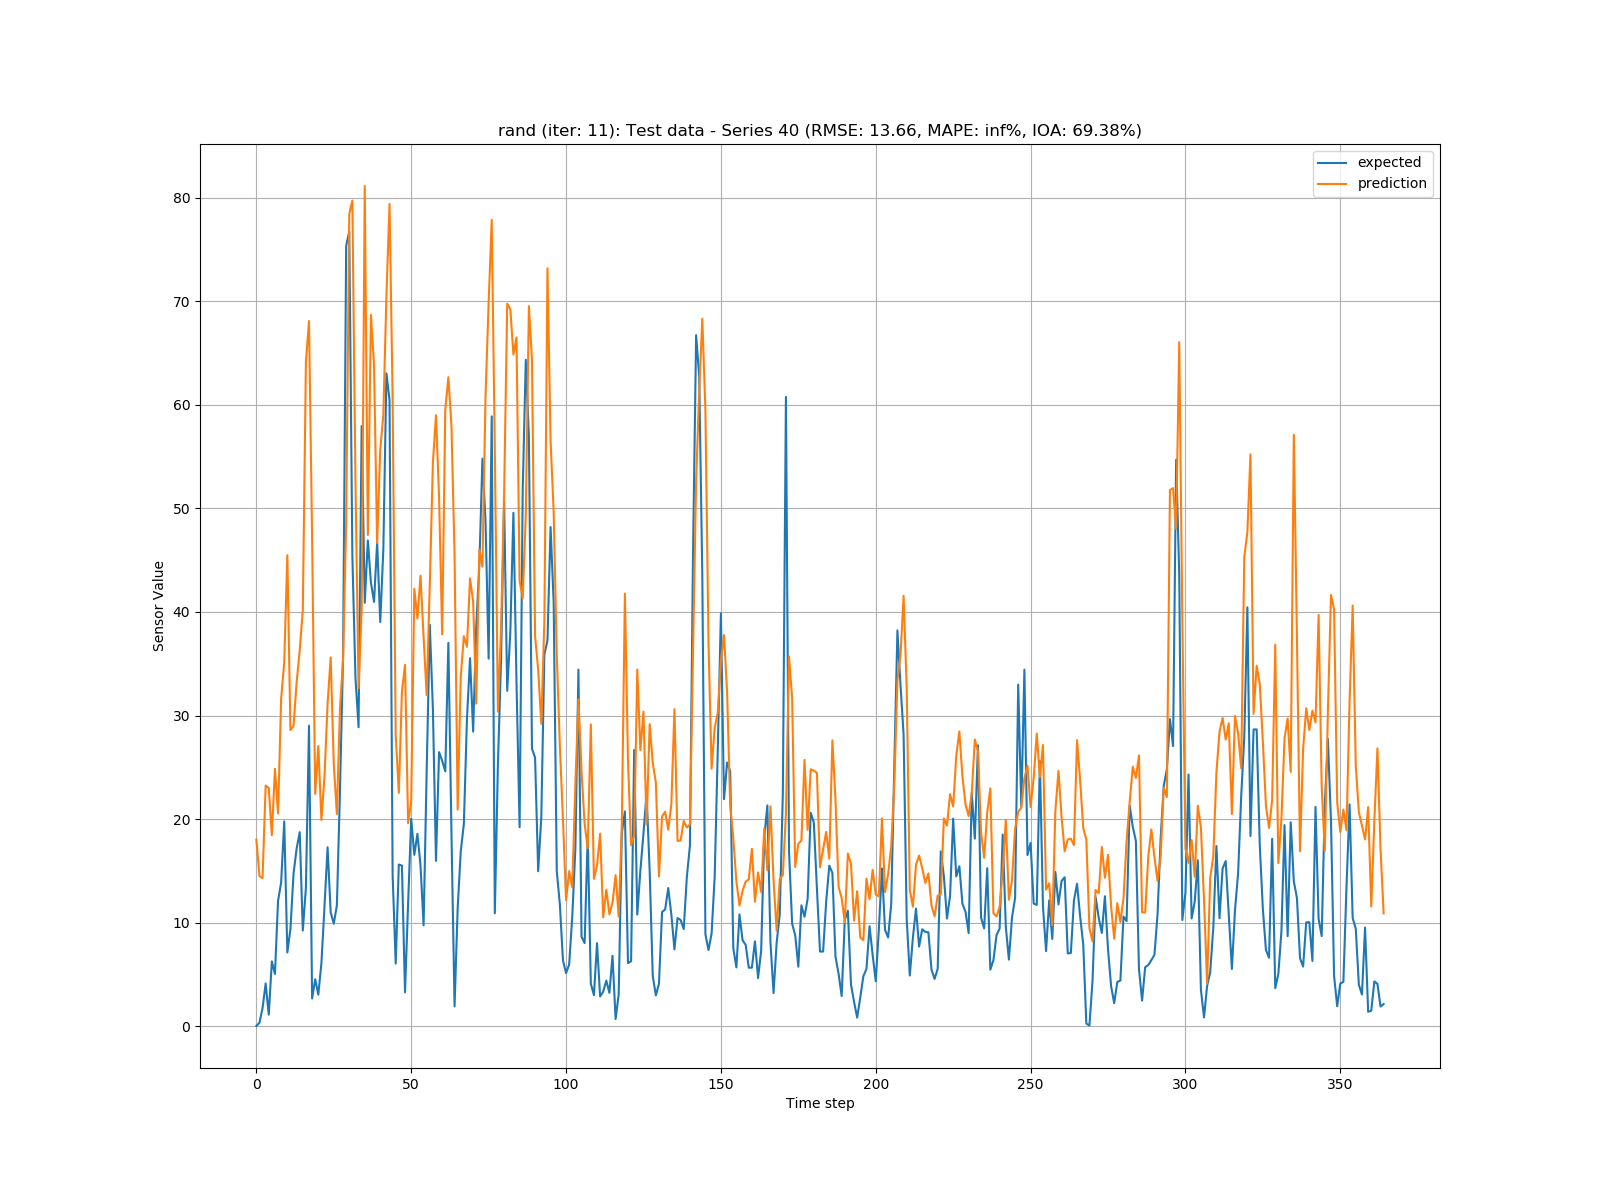 rand (iter: 11): Test data - Series 40 (RMSE: 13.66, MAPE: inf%, IOA: 69.38%)
expected
prediction
80
70
60
50
40
30
20
10
0
Sensor Value
0 50 100 150 200 250 300 350
Time step